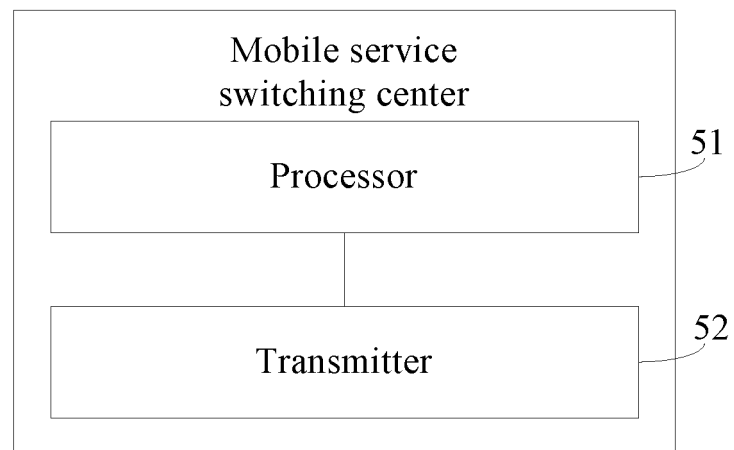 Mobile service
switching center
51
Processor
52
Transmitter